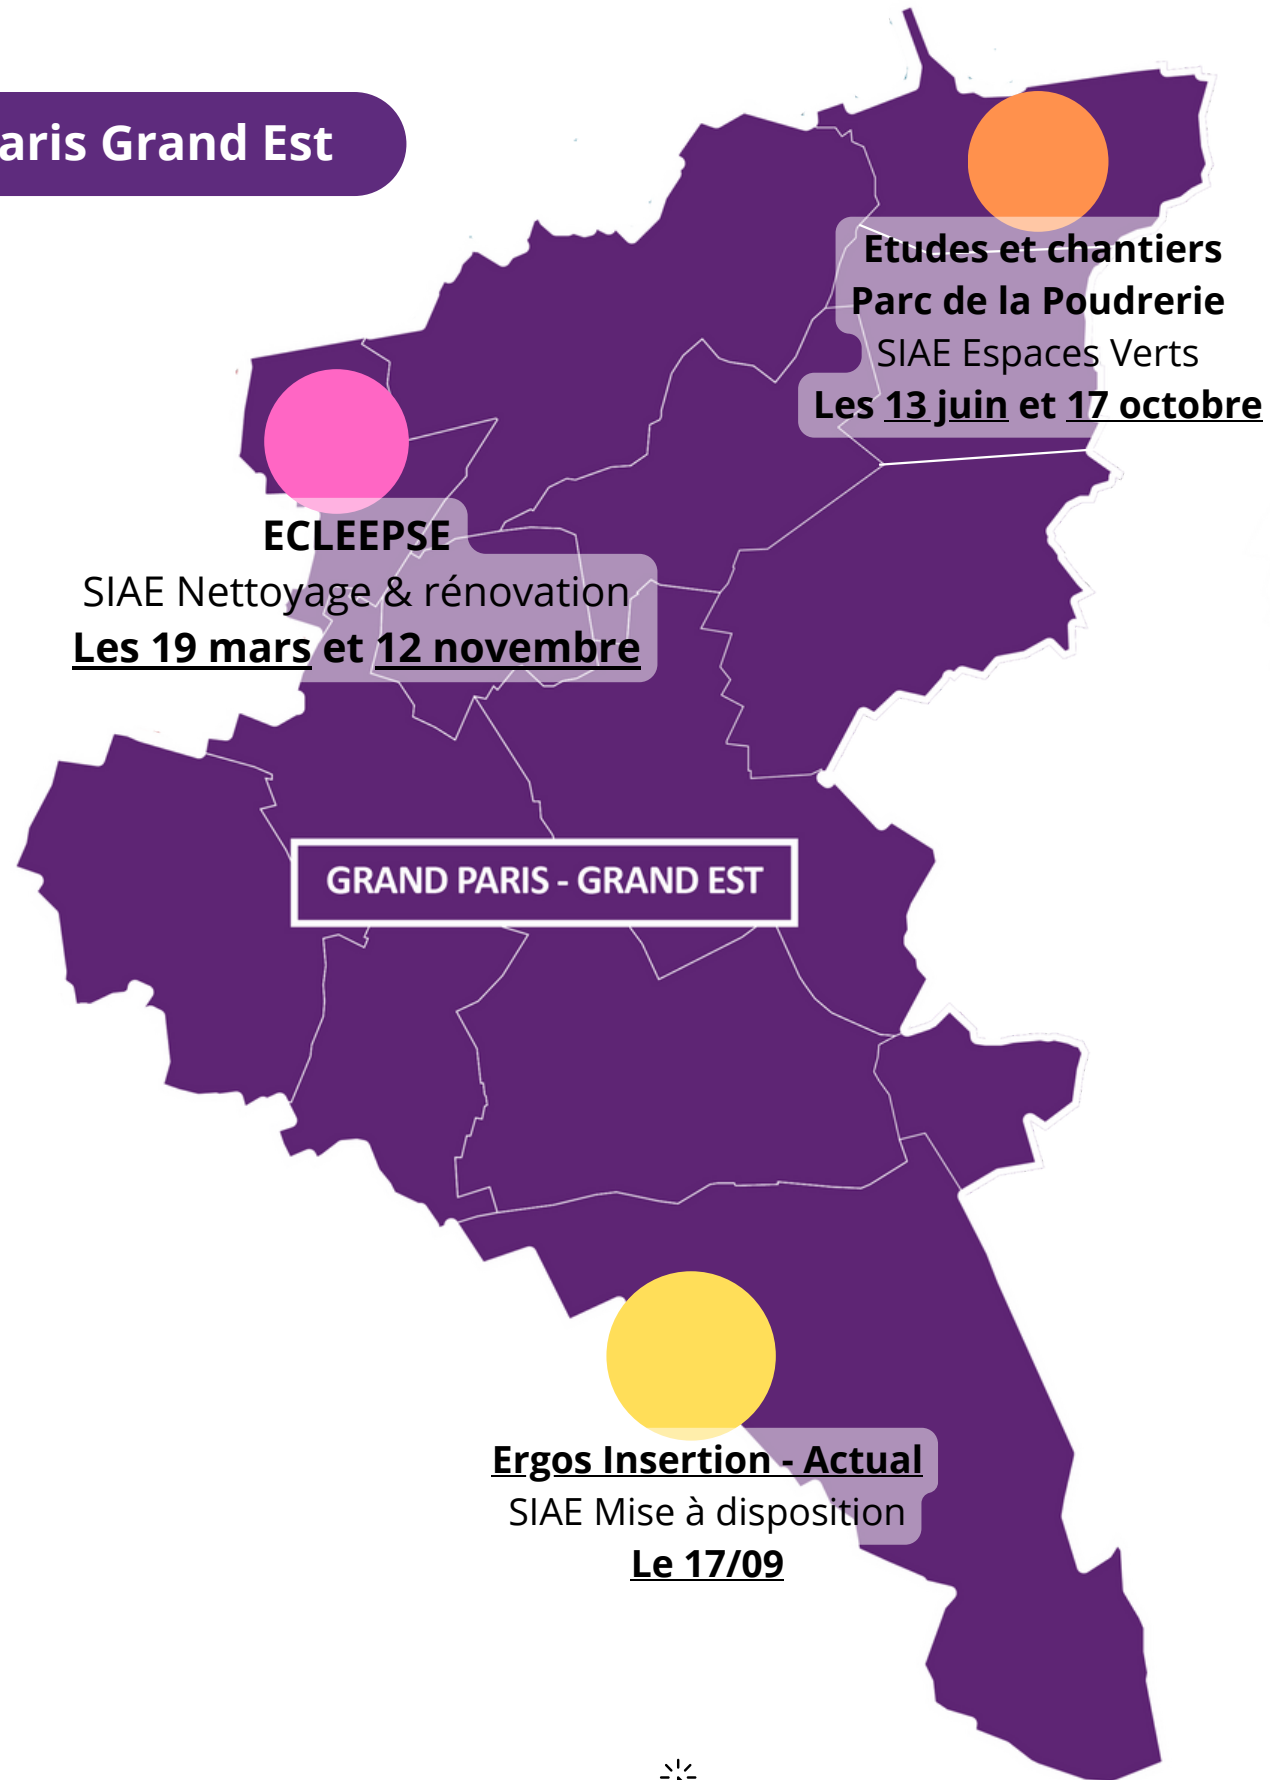 aris Grand Est
Etudes et chantiers
Parc de la Poudrerie
SIAE Espaces Verts
Les 13 juin et 17 octobre
ECLEEPSE
SIAE Nettoyage & rénovation
Les 19 mars et 12 novembre
GRAND PARIS - GRAND EST
Ergos Insertion - Actual
SIAE Mise à disposition
Le 17/09